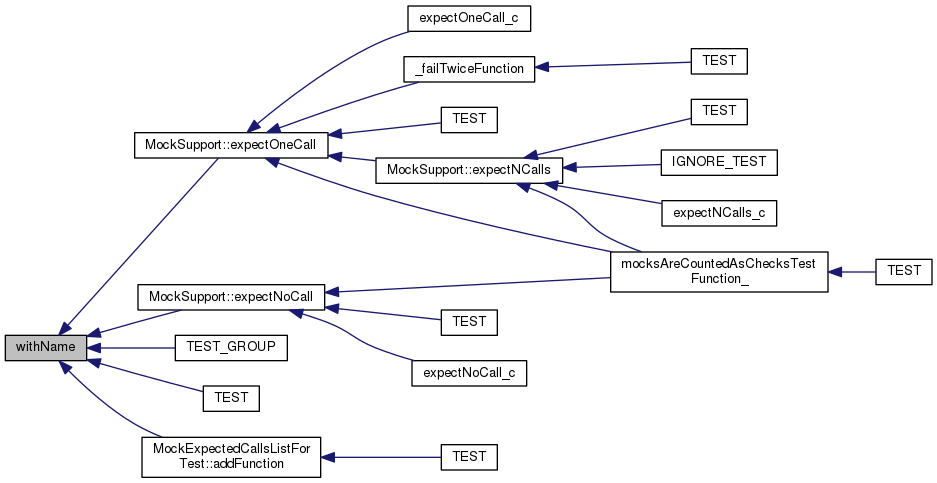 expectOneCall_c
_failTwiceFunction
TEST
TEST
TEST
MockSupport::expectOneCall
MockSupport::expectNCalls
IGNORE_TEST
expectNCalls_c
mocksAreCountedAsChecksTest
Function_
TEST
MockSupport::expectNoCall
TEST
withName
TEST_GROUP
expectNoCall_c
TEST
MockExpectedCallsListFor
Test::addFunction
TEST